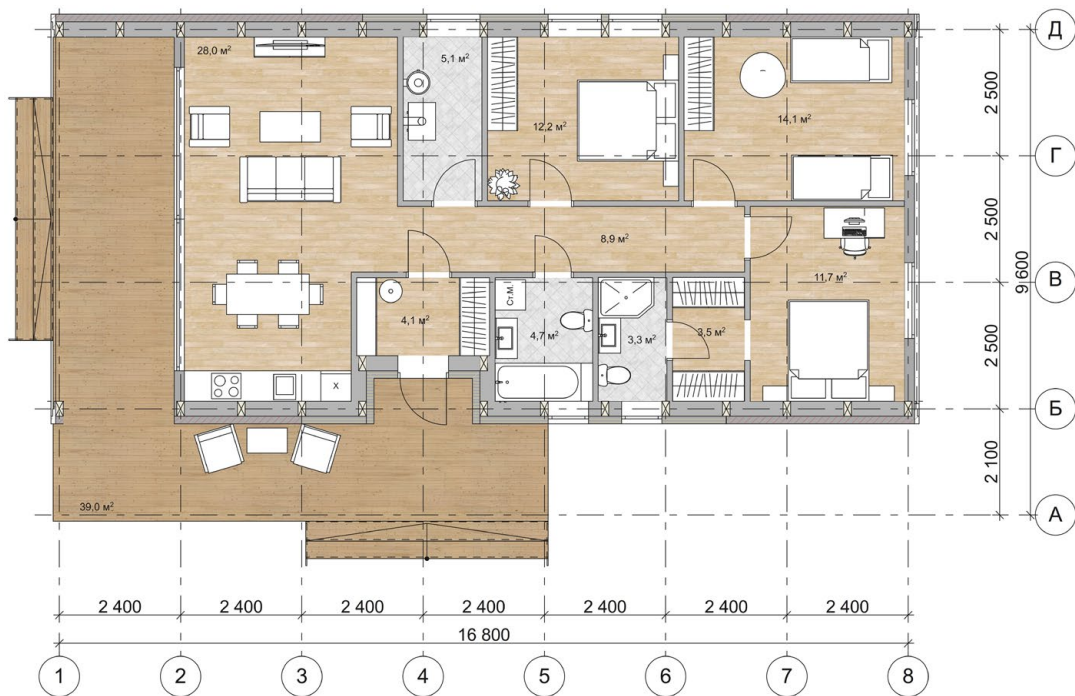 Д
28,0 м²
5,1 м²
12,2 м²
14,1 м²
2 500
Г
2 500
8,9 м²
11,7 м²
В
9 600
Ст.М.
4,1 м²
4,7 м²
3,3 м²
3,5 м²
2 500
X
Б
2 100
39,0 м²
А
2 400
2 400
2 400
2 400
2 400
2 400
2 400
16 800
1
2
3
4
5
6
7
8